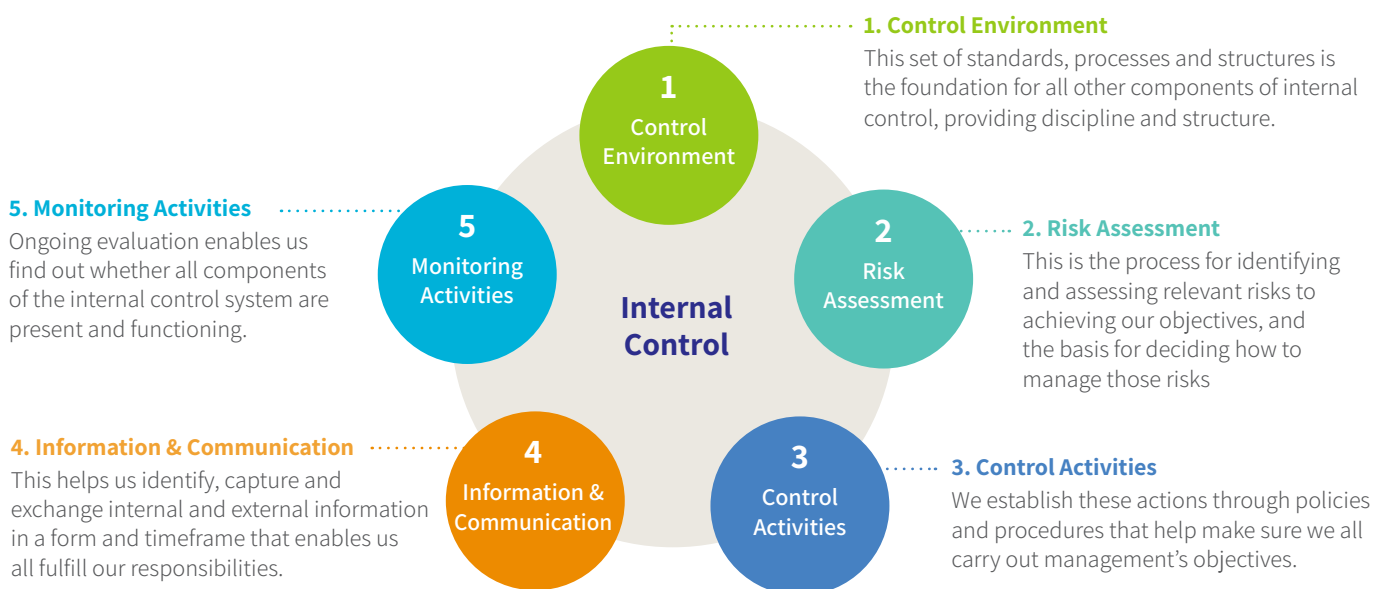 1. Control Environment
This set of standards, processes and structures is
the foundation for all other components of internal
control, providing discipline and structure.
1
Control
Environment
5. Monitoring Activities
Ongoing evaluation enables us
find out whether all components
of the internal control system are
present and functioning.
5
Monitoring
Activities
2
Risk
Assessment
2. Risk Assessment
This is the process for identifying
and assessing relevant risks to
achieving our objectives, and
the basis for deciding how to
manage those risks
Internal
Control
4. Information & Communication
This helps us identify, capture and
exchange internal and external information
in a form and timeframe that enables us
all fulfill our responsibilities.
4
Information &
Communication
3
Control
Activities
3. Control Activities
We establish these actions through policies
and procedures that help make sure we all
carry out management’s objectives.